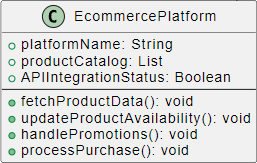 C EcommercePlatform
platformName: String
productCatalog: List
APIIntegrationStatus: Boolean
fetchProductData(): void
updateProductAvailability(): void
handlePromotions(): void
processPurchase(): void